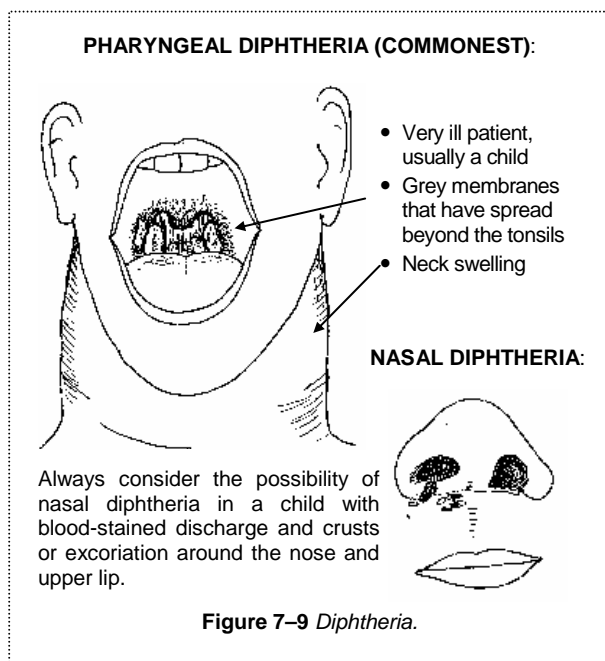 PHARYNGEAL DIPHTHERIA (COMMONEST):
• Very ill patient,
usually a child
• Grey membranes
that have spread
beyond the tonsils
• Neck swelling
NASAL DIPHTHERIA:
Always consider the possibility of
nasal diphtheria in a child with
blood-stained discharge and crusts
or excoriation around the nose and
upper lip.
Figure 7–9 Diphtheria.